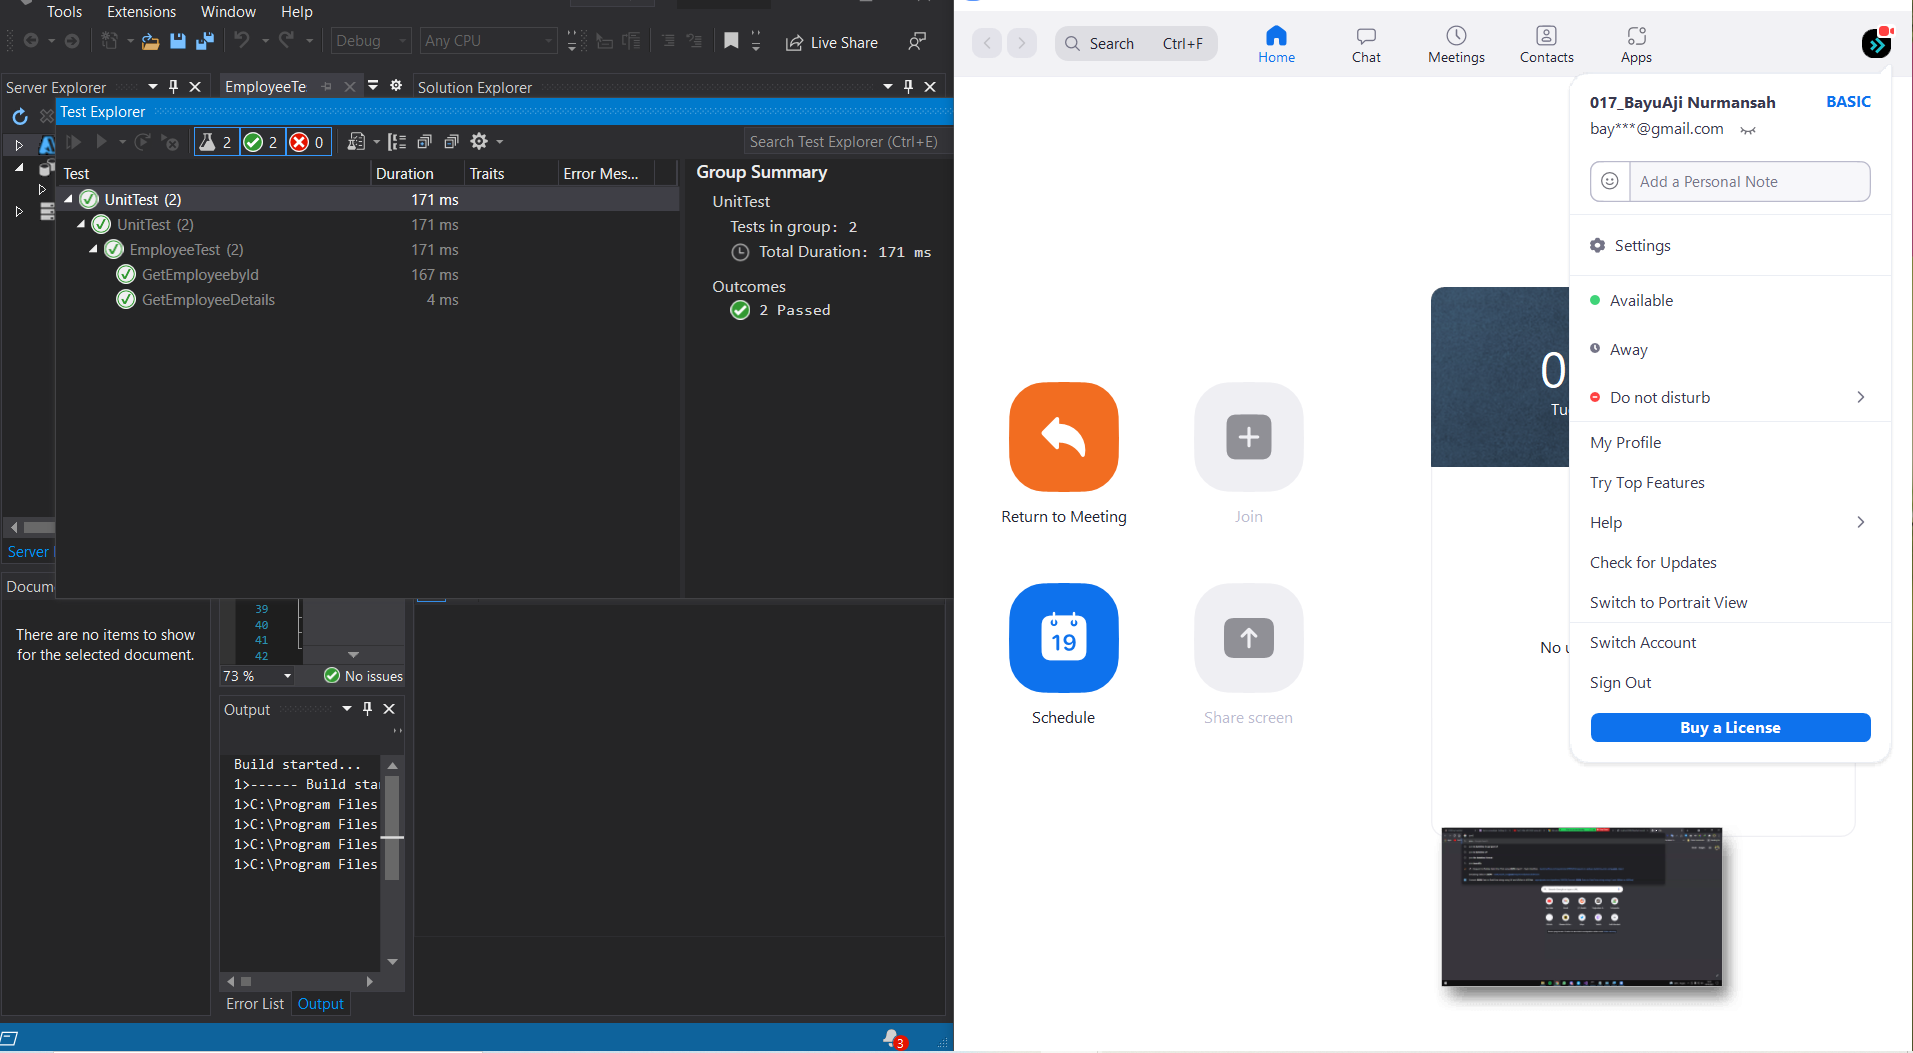 Tools Extensions Window Help
Debug Any CPU Live Share
Server Explorer
EmployeeTe
Solution Explorer
Test Explorer
2 2 0
Search Test Explorer (Ctrl+E)
Test Duration Traits Error Mes...
UnitTest (2) 171 ms
UnitTest (2) 171 ms
EmployeeTest (2) 171 ms
GetEmployeebyId 167 ms
GetEmployeeDetails 4 ms
Group Summary
UnitTest
Tests in group: 2
Total Duration: 171 ms
Outcomes
2 Passed
Server
Docum
There are no items to show
for the selected document.
39
40
41
42
73 % No issues
Output
Build started...
1>------ Build star
1>C:\Program Files
1>C:\Program Files
1>C:\Program Files
1>C:\Program Files
Error List Output
3
Search Ctrl+F
Home
Chat
Meetings
Contacts
Apps
017_BayuAji Nurmansah BASIC
bay***@gmail.com
Add a Personal Note
Settings
Available
Away
Do not disturb
My Profile
Try Top Features
Help
Check for Updates
Switch to Portrait View
Switch Account
Sign Out
Buy a License
0
Tu
No u
Return to Meeting
Join
19
Schedule
Share screen